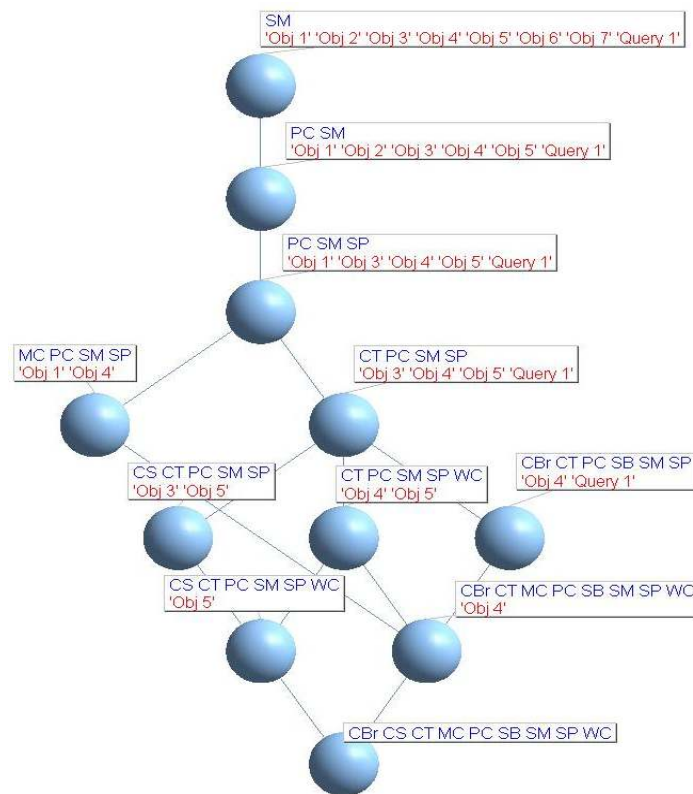 SM
'Obj 1' 'Obj 2' 'Obj 3' 'Obj 4' 'Obj 5' 'Obj 6' 'Obj 7' 'Query 1'
PC SM
'Obj 1' 'Obj 2' 'Obj 3' 'Obj 4' 'Obj 5' 'Query 1'
PC SM SP
'Obj 1' 'Obj 3' 'Obj 4' 'Obj 5' 'Query 1'
MC PC SM SP
'Obj 1' 'Obj 4'
CT PC SM SP
'Obj 3' 'Obj 4' 'Obj 5' 'Query 1'
CS CT PC SM SP
'Obj 3' 'Obj 5'
CT PC SM SP WC
'Obj 4' 'Obj 5'
CBr CT PC SB SM SP
'Obj 4' 'Query 1'
CS CT PC SM SP WC
'Obj 5'
CBr CT MC PC SB SM SP WC
'Obj 4'
CBr CS CT MC PC SB SM SP WC